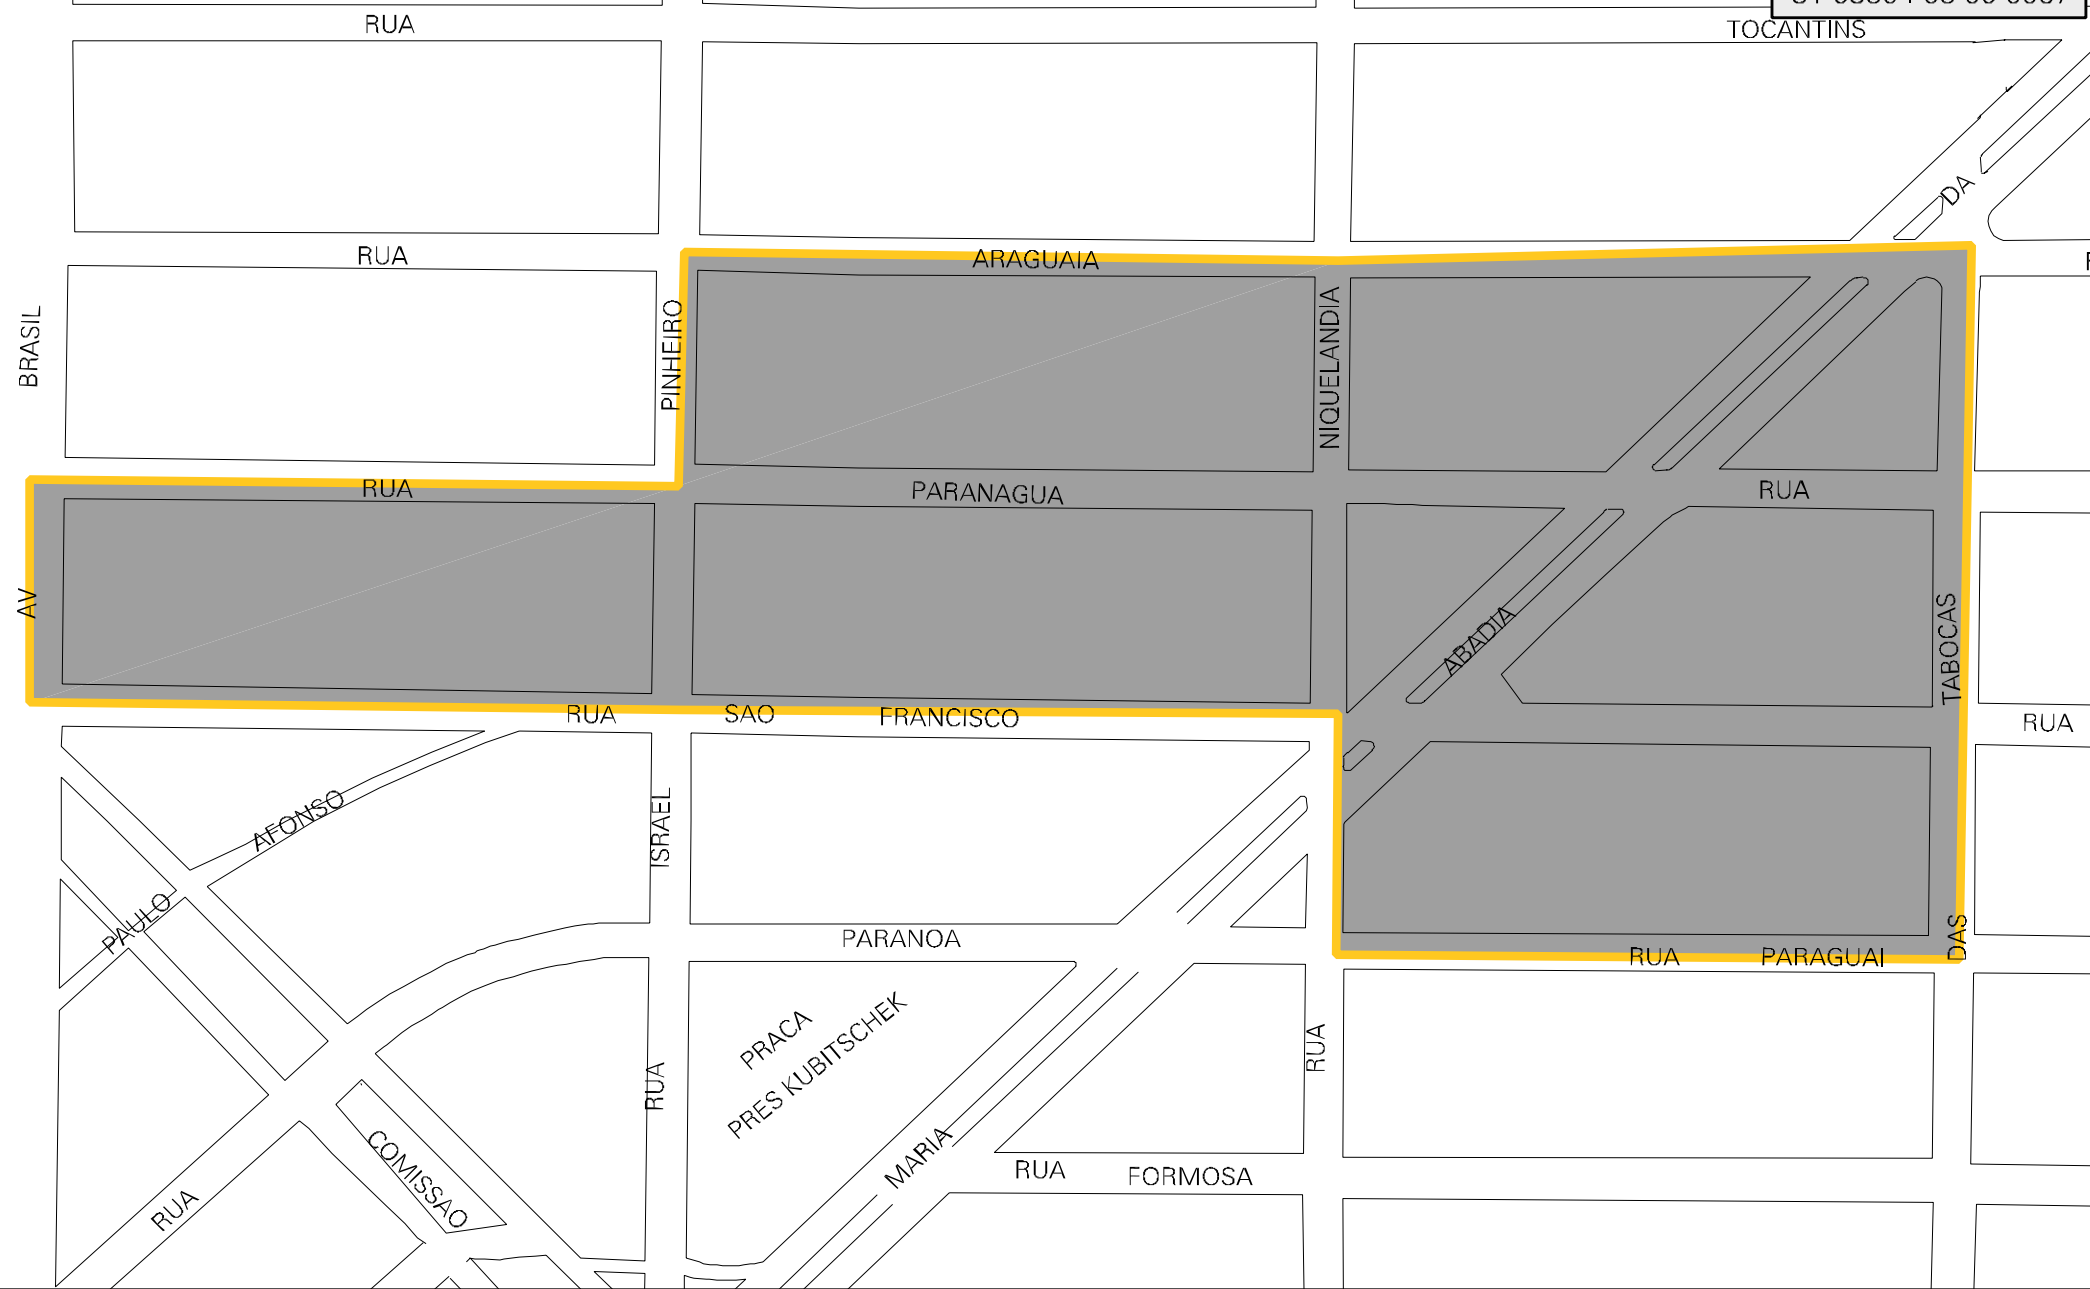 RUA
TOCANTINS
DA
RUA
ARAGUAIA
BRASIL
PINHEIRO
NIQUELANDIA
RUA
PARANAGUA
RUA
AV
ABADIA
TABOCAS
RUA
SAO
FRANCISCO
RUA
AFONSO
ISRAEL
PAULO
PARANOA
DAS
RUA
PARAGUAI
PRACA
PRES KUBITSCHEK
RUA
RUA
MARIA
COMISSAO
RUA
FORMOSA
RUA